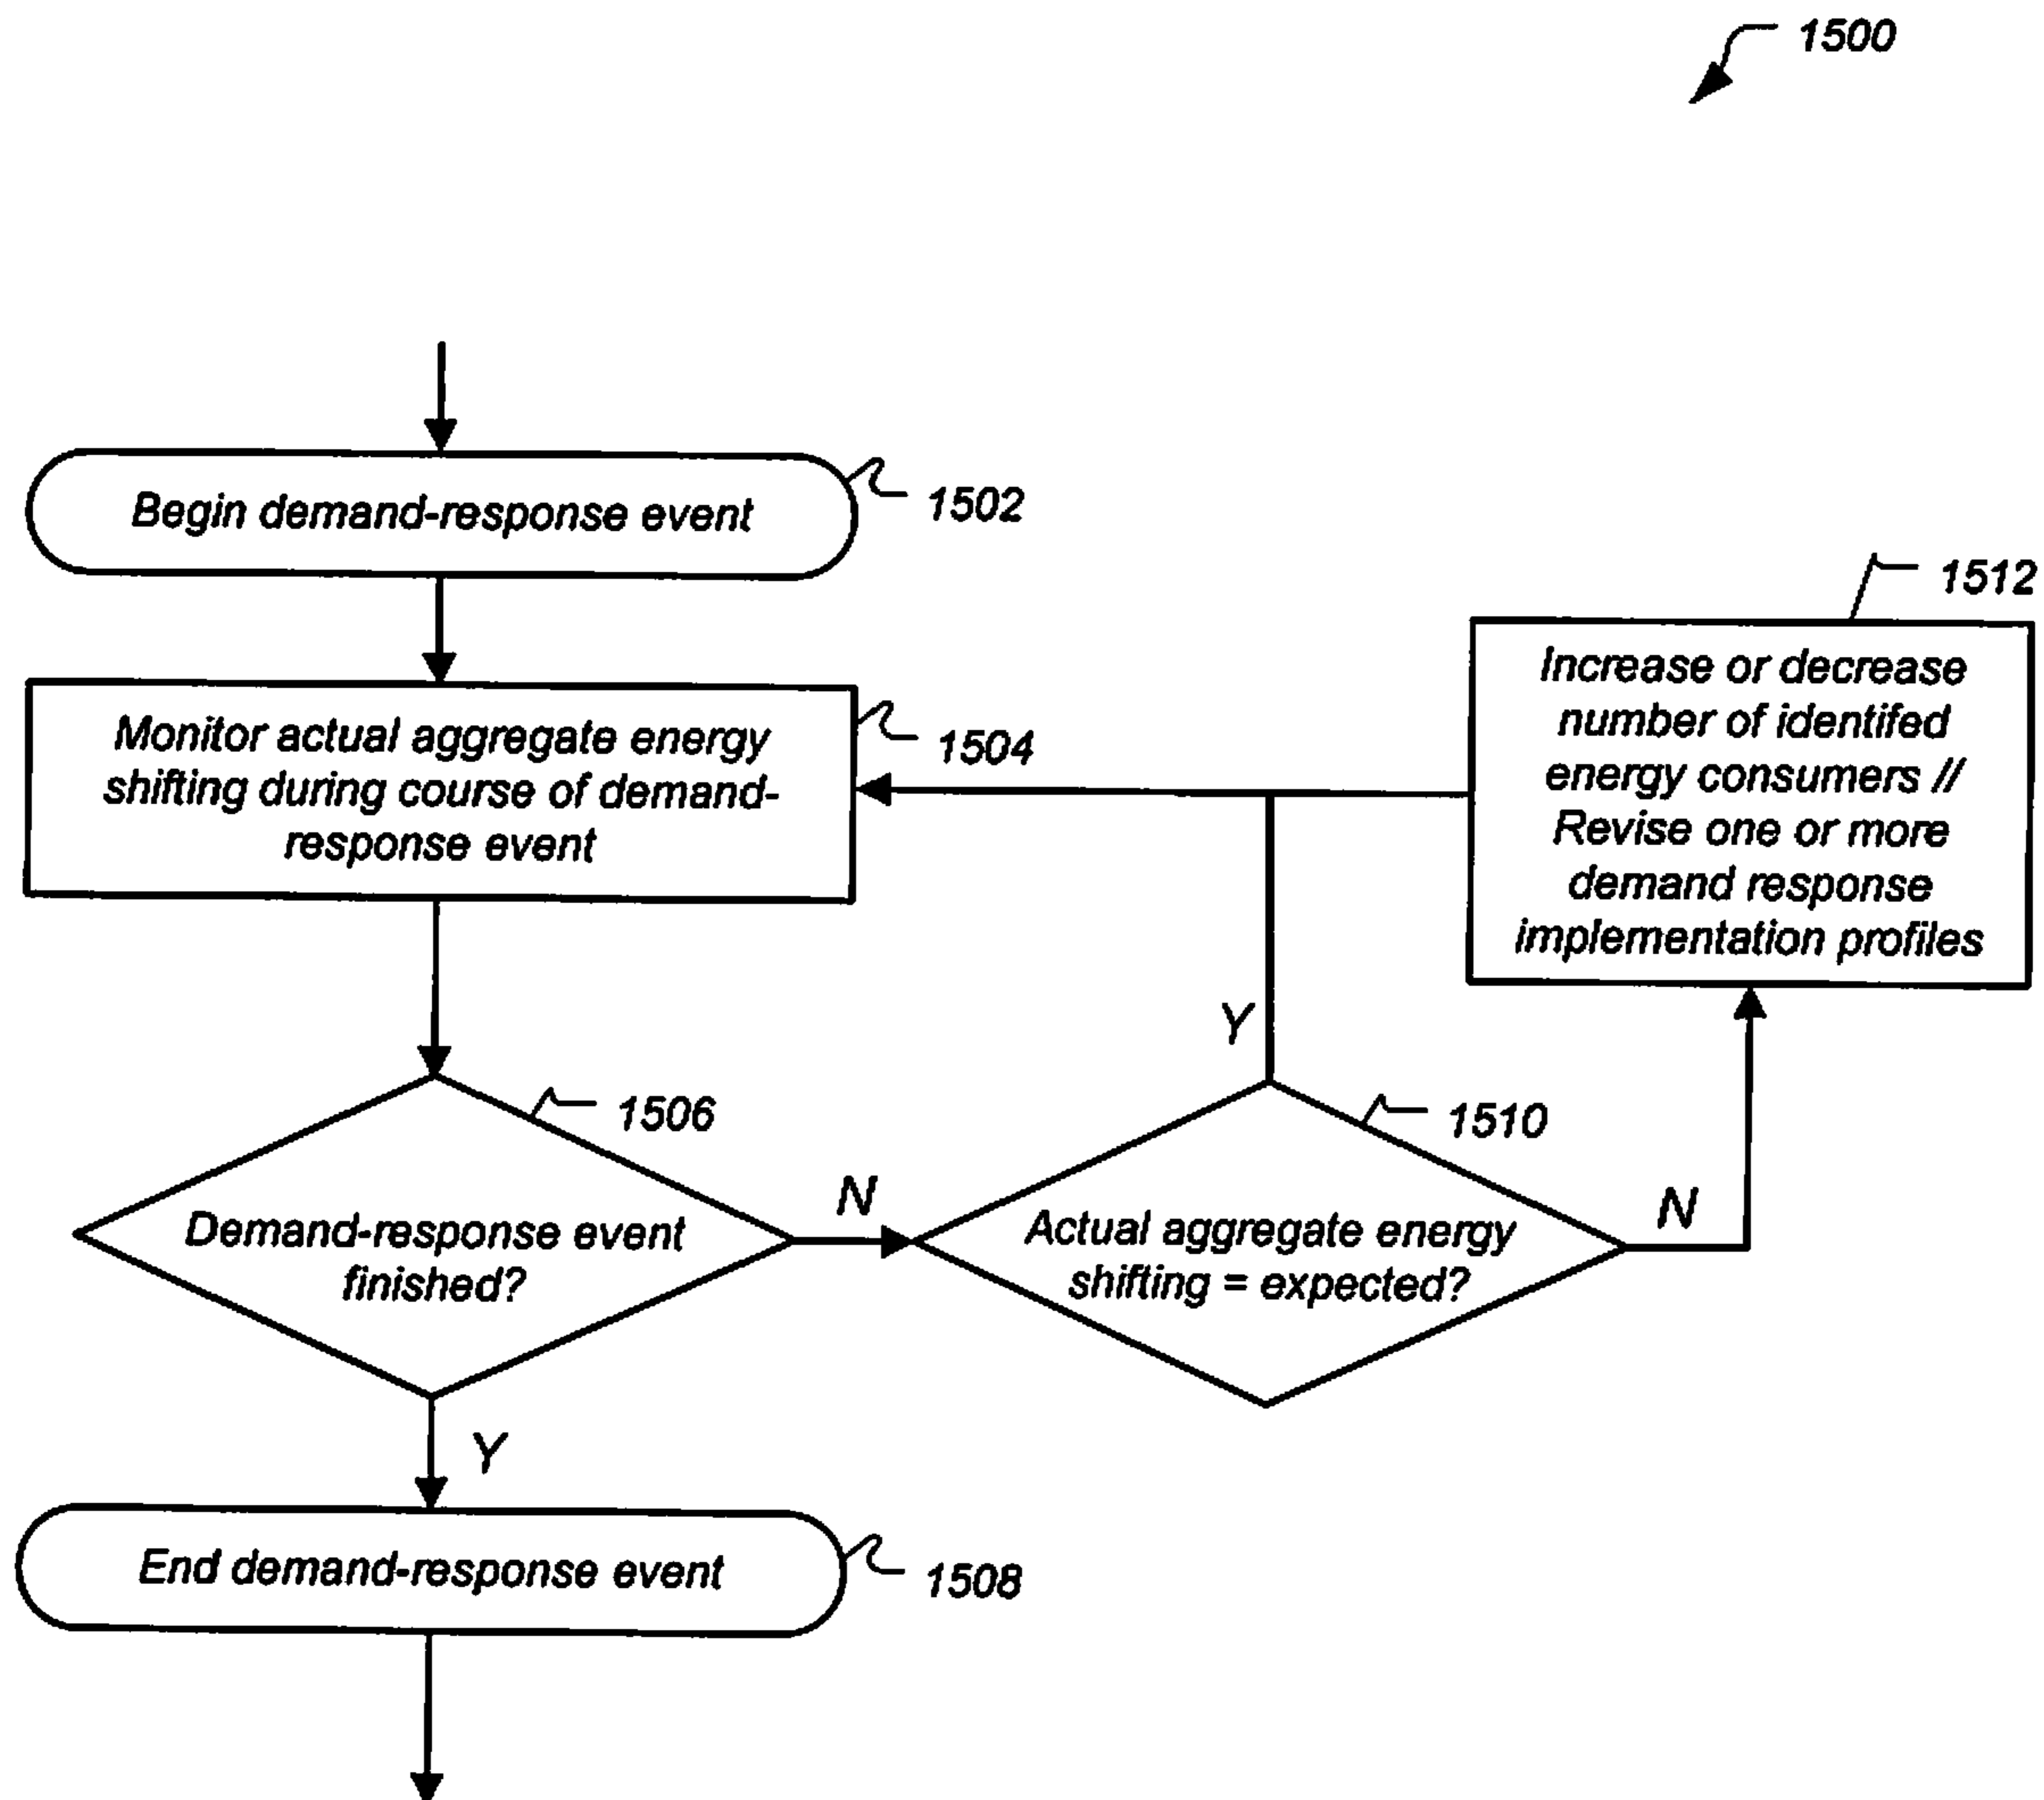 1500
Begin demand-response event
1502
1512
Increase or decrease
number of identifed
energy consumers //
Revise one or more
demand response
implementation profiles
Monitor actual aggregate energy
shifting during course of demand-
response event
1504
Y
1506
1510
Demand-response event
finished?
N
Actual aggregate energy
shifting = expected?
N
Y
End demand-response event
1508